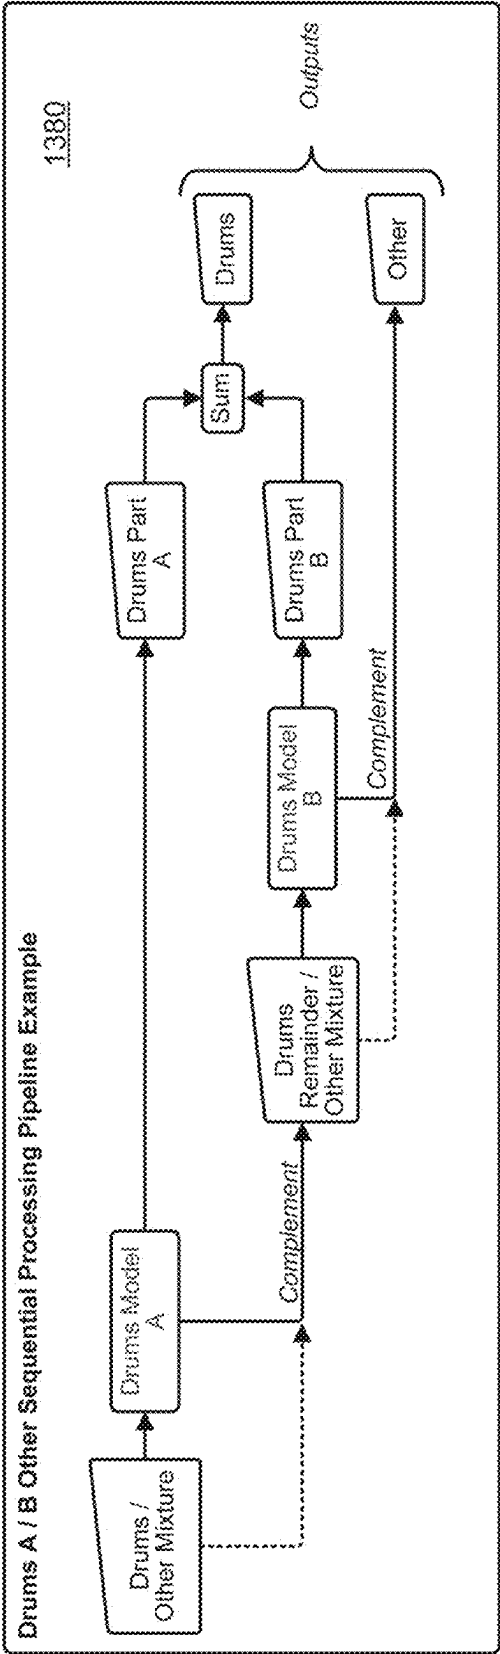 Drums A / B Other Sequential Processing Pipeline Example
1380
Drums /
Other Mixture
Drums Model
A
Complement
Drums
Remainder /
Other Mixture
Drums Model
B
Complement
Drums Part
A
Drums Part
B
Sum
Drums
Other
Outputs